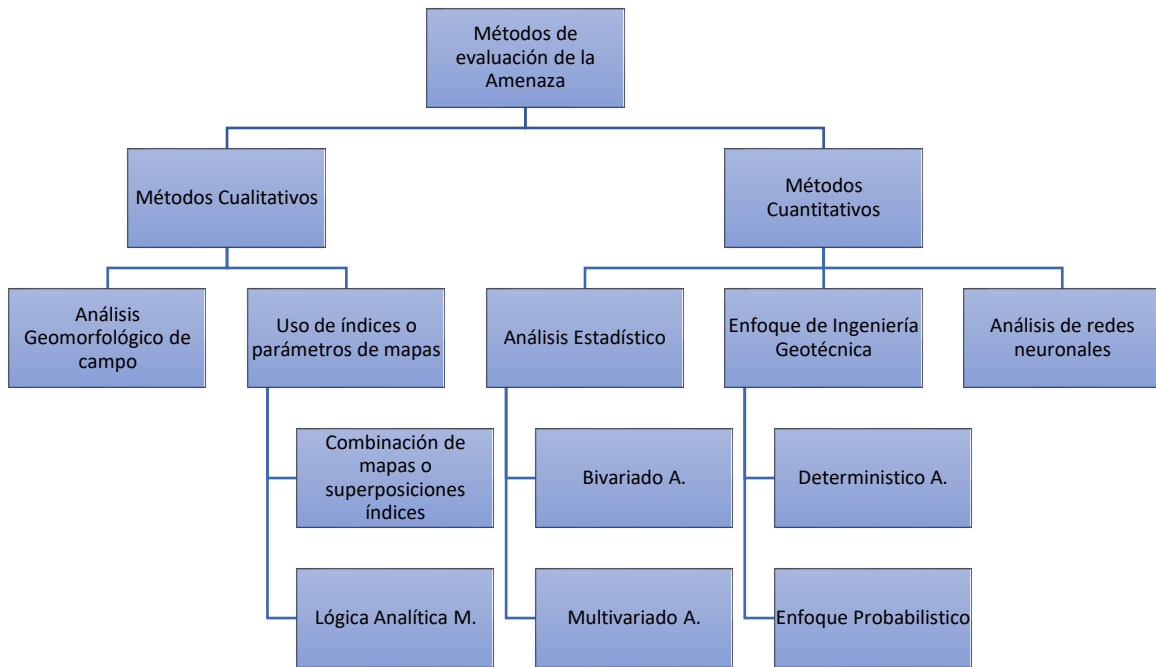 Métodos de
evaluación de la
Amenaza
Métodos Cualitativos
Métodos
Cuantitativos
Análisis
Geomorfológico de
campo
Uso de índices o
parámetros de mapas
Análisis Estadístico
Enfoque de Ingeniería
Geotécnica
Análisis de redes
neuronales
Combinación de
mapas o
superposiciones
índices
Bivariado A.
Deterministico A.
Lógica Analítica M.
Multivariado A.
Enfoque Probabilistico